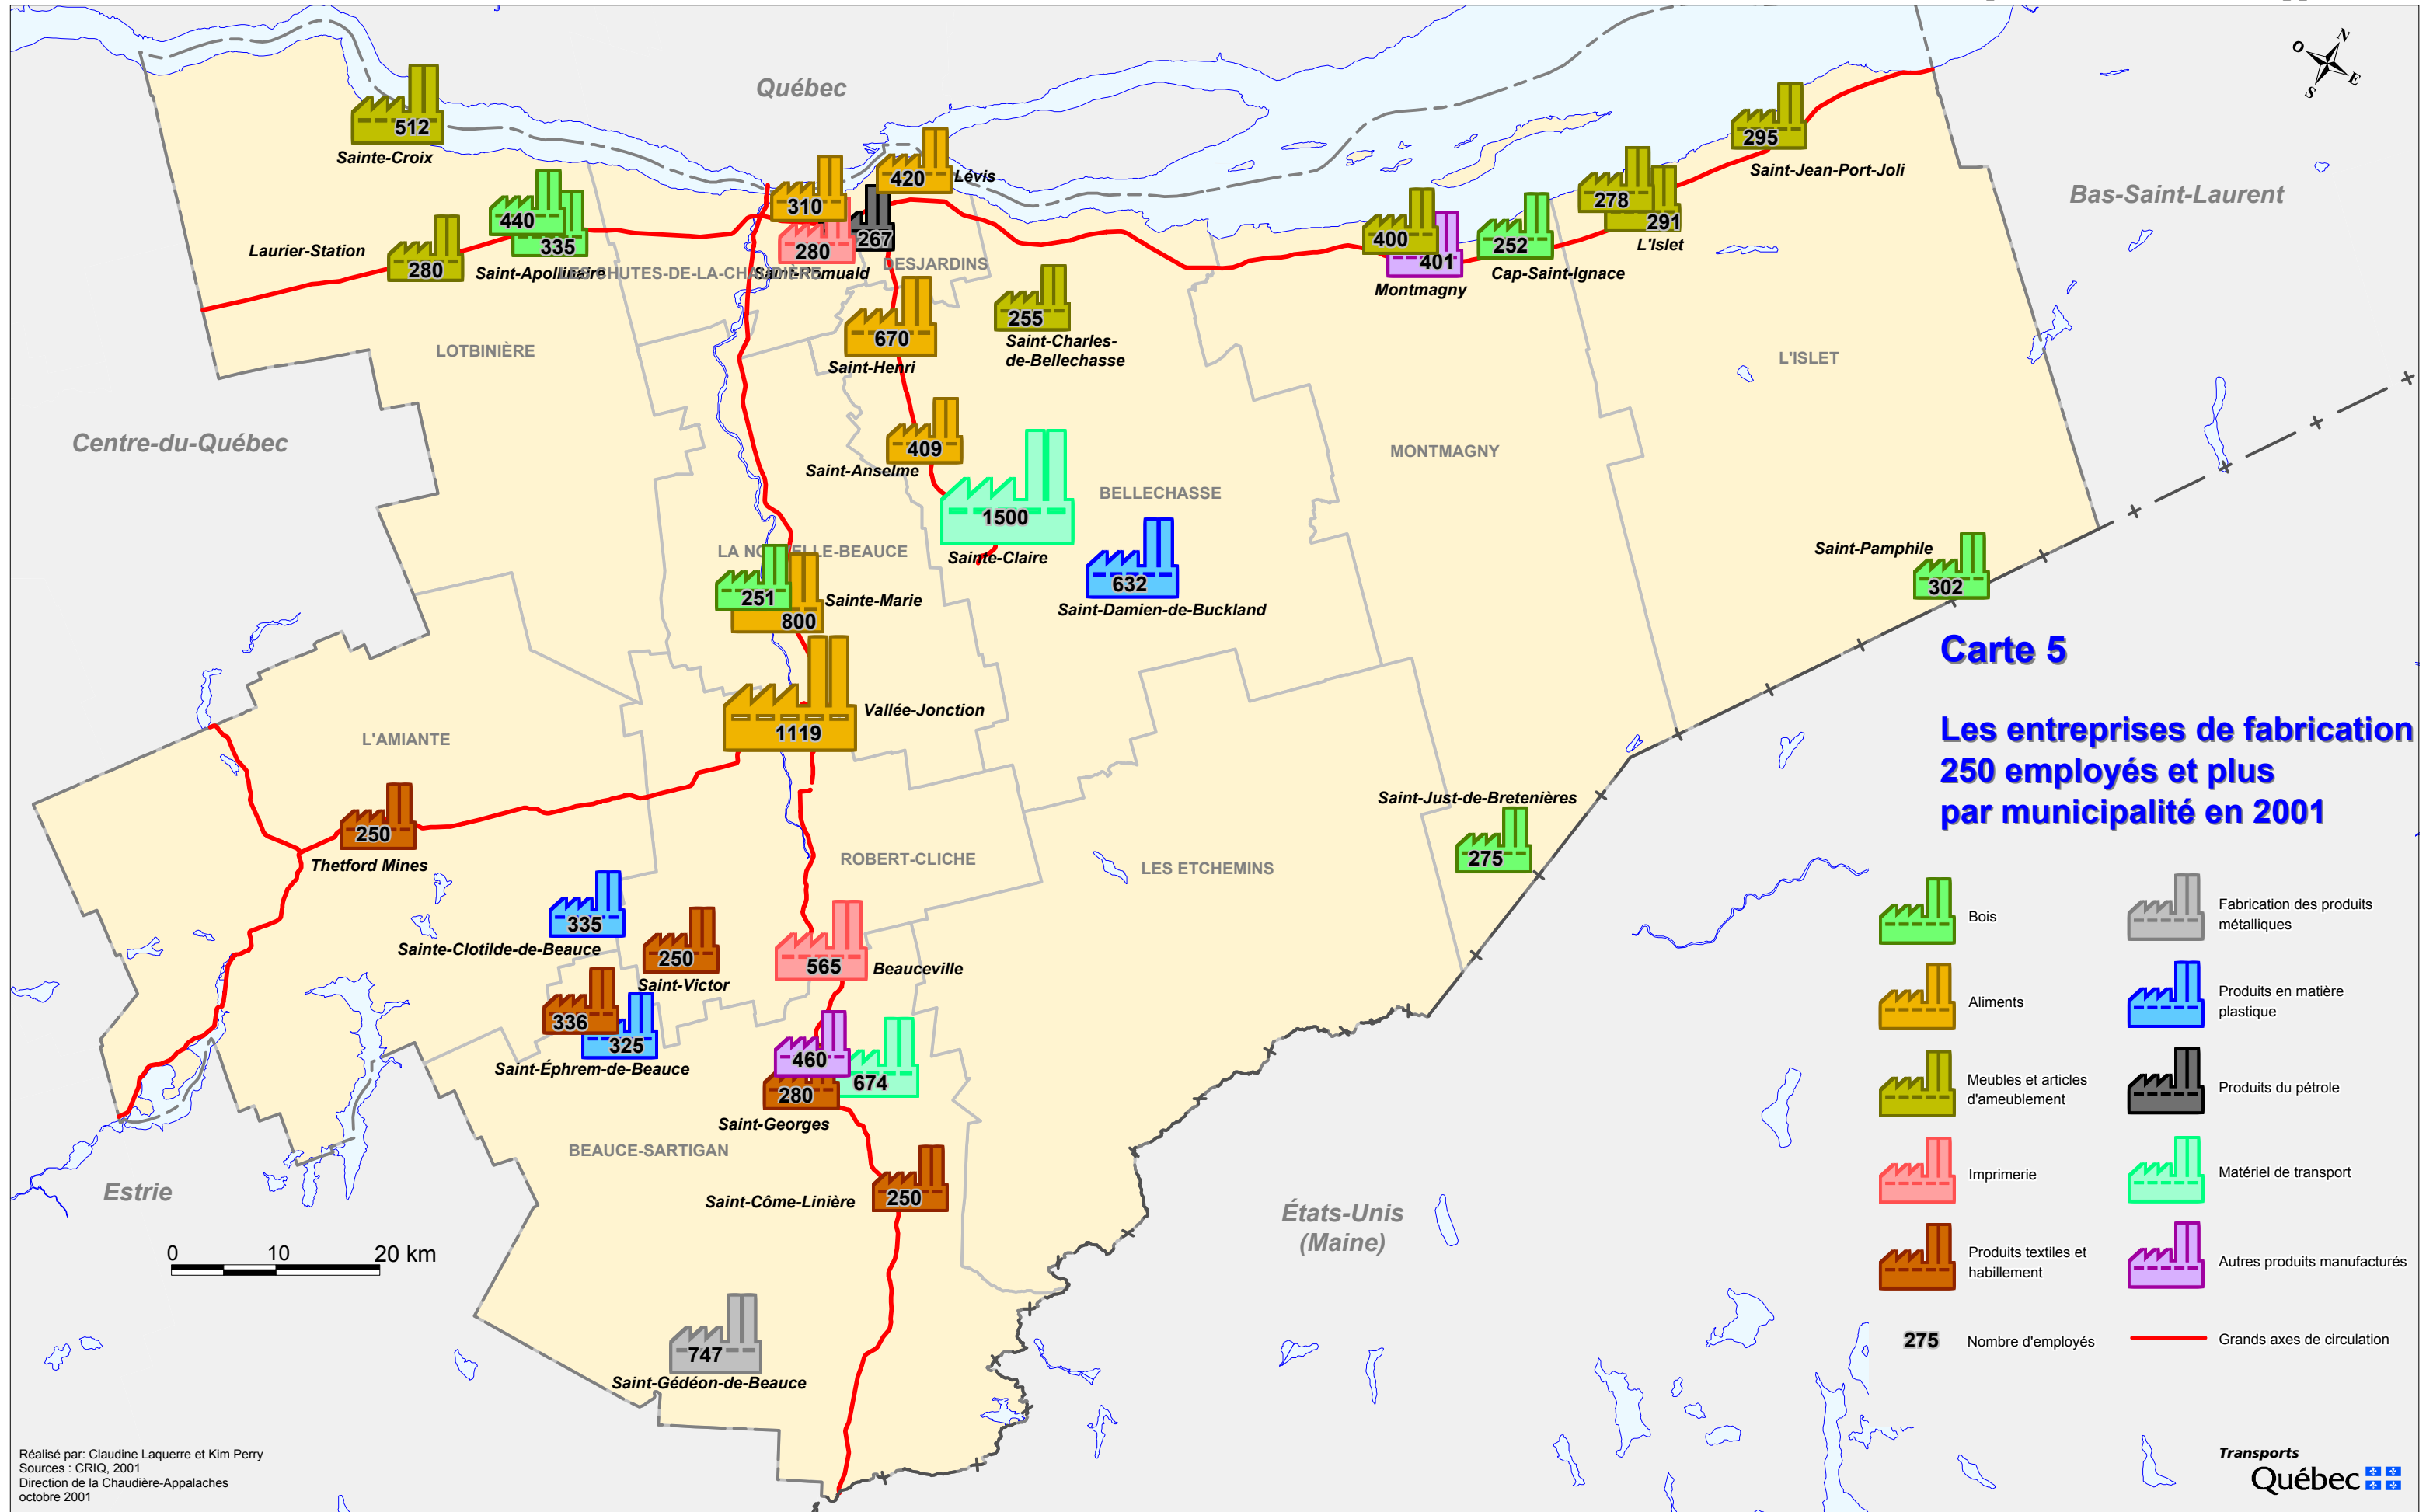 Québec
N
O
E
S
512
Sainte-Croix
420
Lévis
295
Saint-Jean-Port-Joli
Bas-Saint-Laurent
310
440
335
280
267
278
291
L'Islet
400
401
252
Laurier-Station
280
Saint-Apollinaire
LES CHUTES-DE-LA-CHAUDIÈRE
Saint-Romuald
DESJARDINS
Montmagny
Cap-Saint-Ignace
255
Saint-Charles-
de-Bellechasse
670
Saint-Henri
LOTBINIÈRE
L'ISLET
Centre-du-Québec
409
Saint-Anselme
MONTMAGNY
BELLECHASSE
1500
Sainte-Claire
LA NOUVELLE-BEAUCE
632
Saint-Damien-de-Buckland
Saint-Pamphile
302
251
800
Sainte-Marie
Carte 5
Vallée-Jonction
1119
L'AMIANTE
Les entreprises de fabrication
250 employés et plus
par municipalité en 2001
Saint-Just-de-Bretenières
275
250
Thetford Mines
ROBERT-CLICHE
LES ETCHEMINS
335
Sainte-Clotilde-de-Beauce
250
Saint-Victor
565
Beauceville
336
325
Saint-Éphrem-de-Beauce
460
674
280
Saint-Georges
BEAUCE-SARTIGAN
Saint-Côme-Linière
250
Estrie
États-Unis
(Maine)
0 10 20 km
747
Saint-Gédéon-de-Beauce
Bois
Fabrication des produits
métalliques
Aliments
Produits en matière
plastique
Meubles et articles
d'ameublement
Produits du pétrole
Imprimerie
Matériel de transport
Produits textiles et
habillement
Autres produits manufacturés
275
Nombre d'employés
Grands axes de circulation
Réalisé par: Claudine Laquerre et Kim Perry
Sources : CRIQ, 2001
Direction de la Chaudière-Appalaches
octobre 2001
Transports
Québec